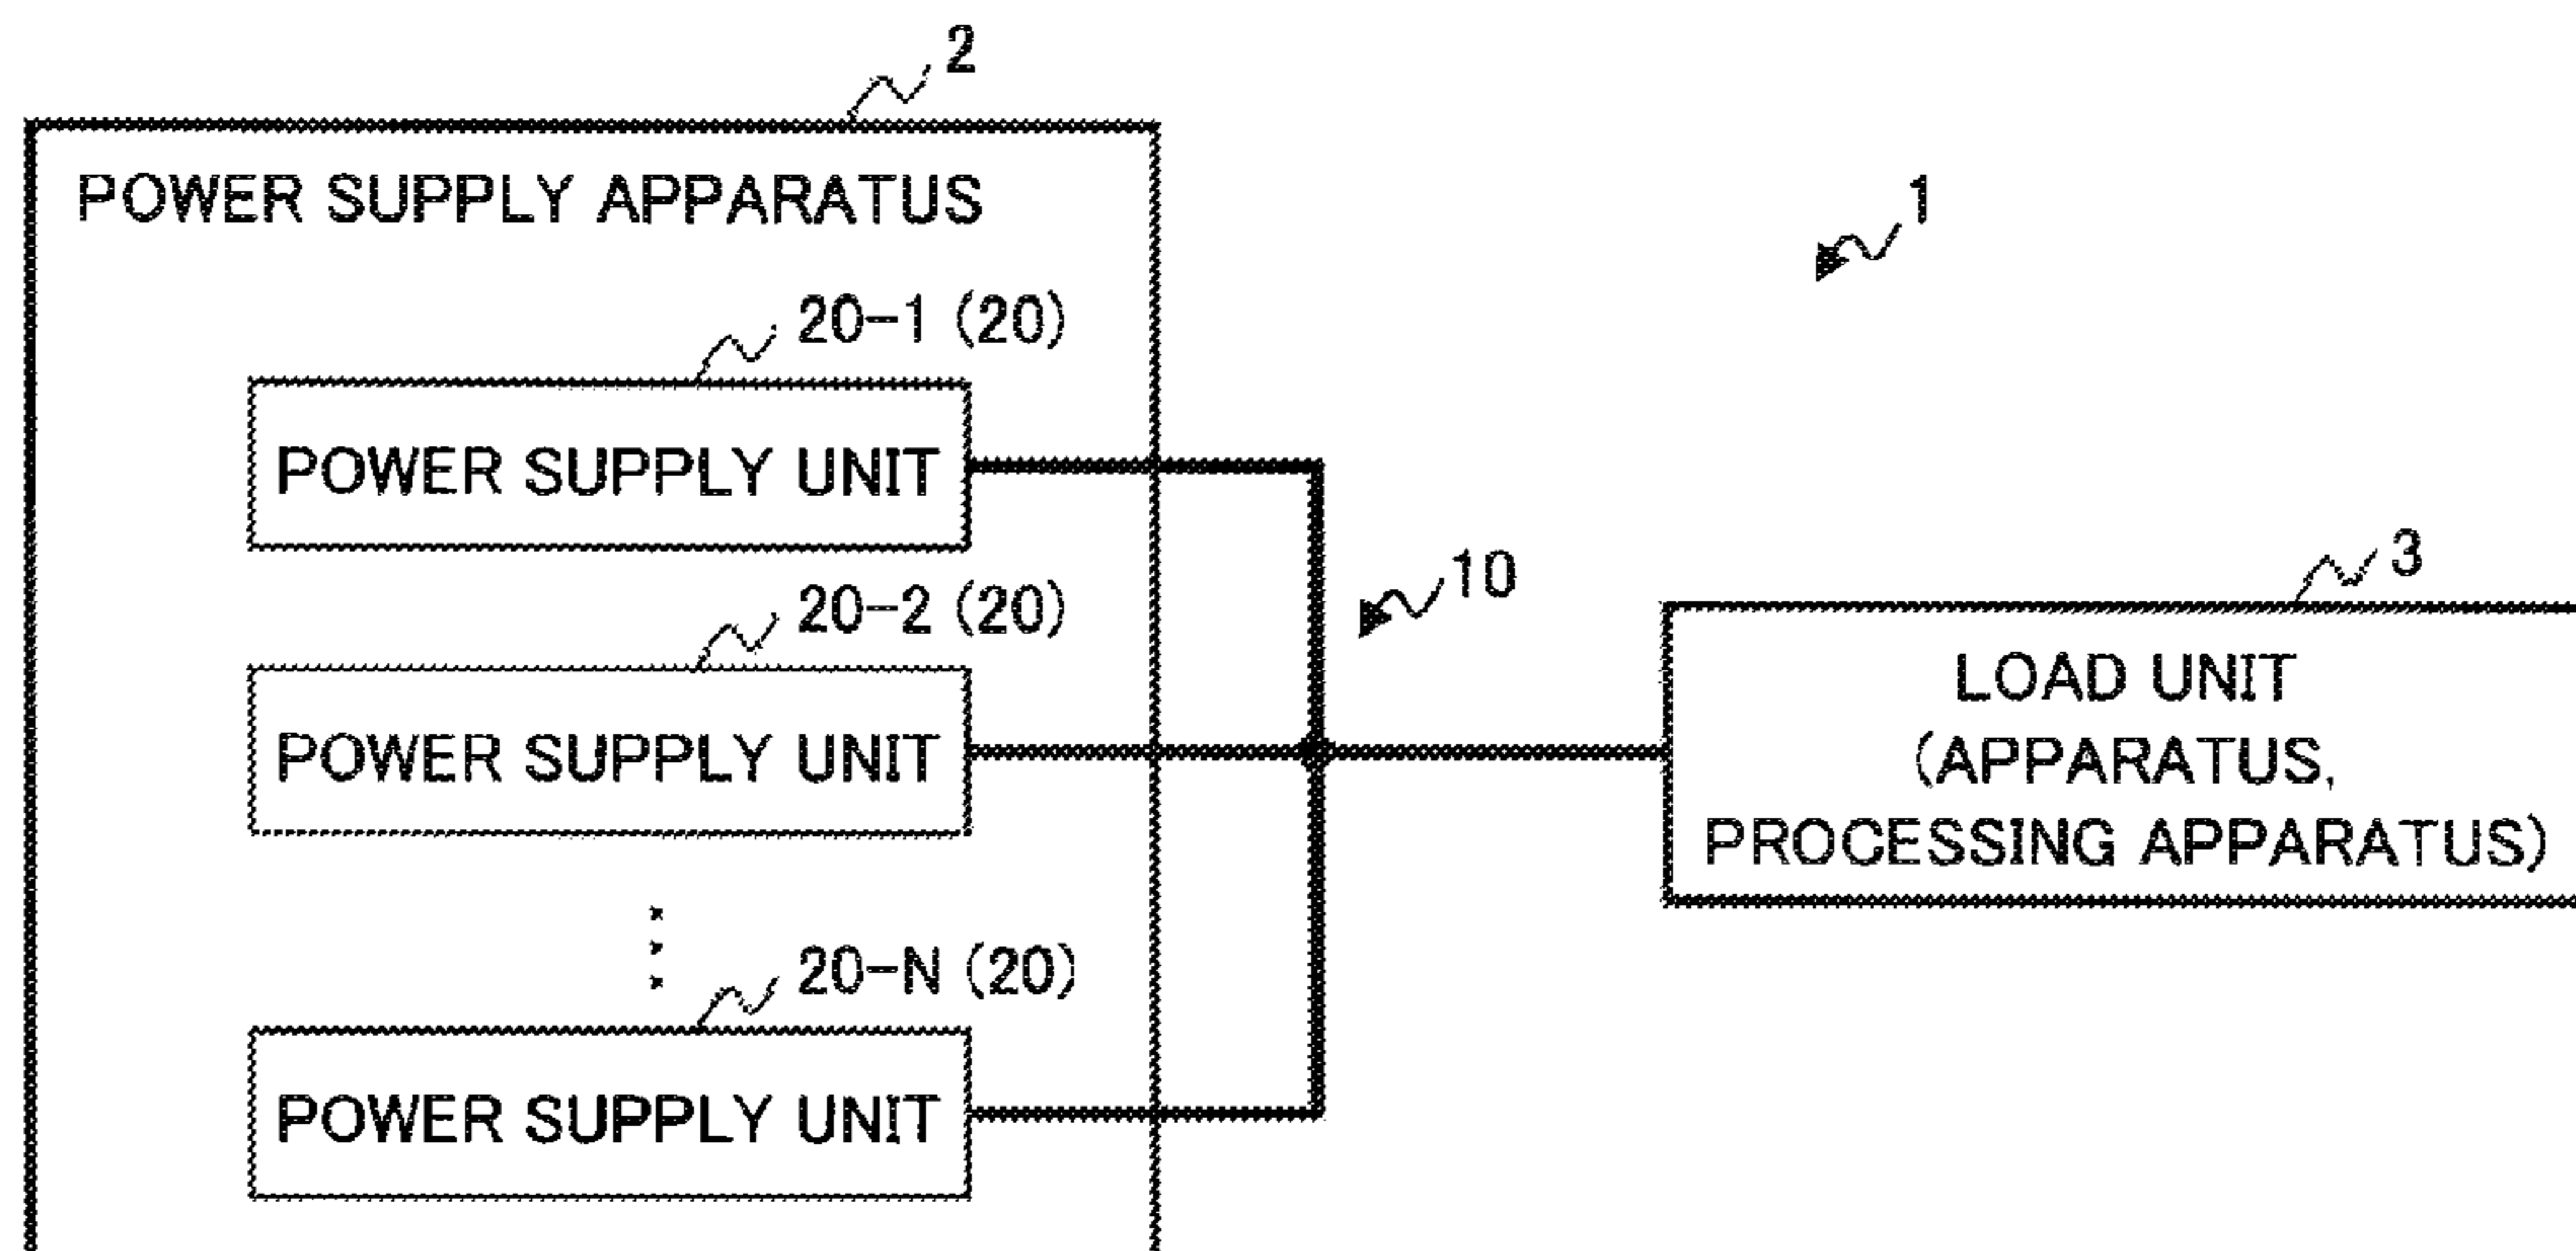 2
POWER SUPPLY APPARATUS
1
20-1 (20)
POWER SUPPLY UNIT
10
3
20-2 (20)
LOAD UNIT
(APPARATUS,
PROCESSING APPARATUS)
POWER SUPPLY UNIT
20-N (20)
POWER SUPPLY UNIT